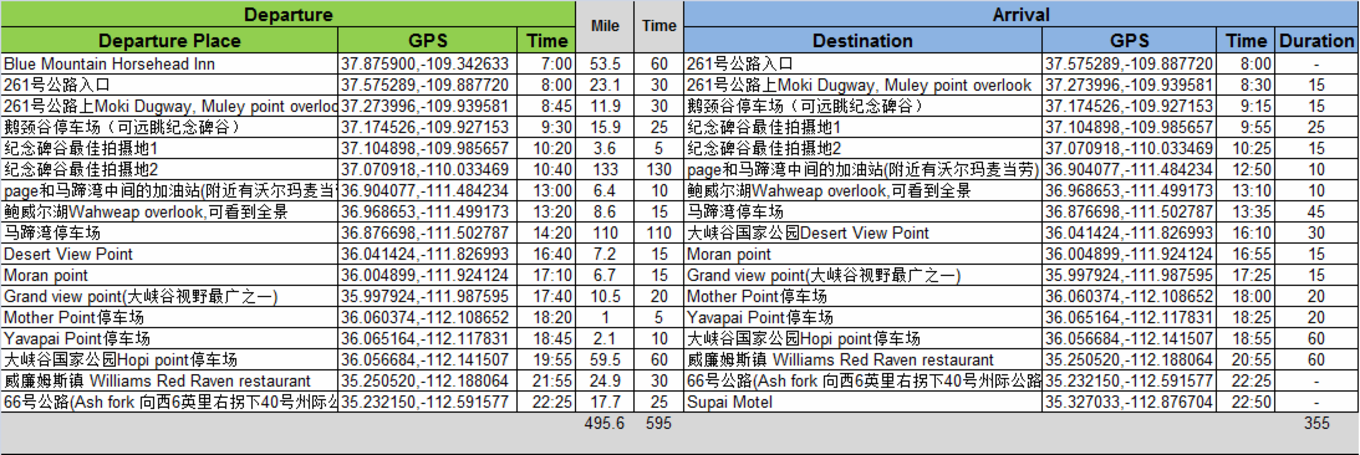 Departure Mile Time Arrival
Departure Place GPS Time Destination GPS Time Duration
Blue Mountain Horsehead Inn 37.875900,-109.342633 7:00 53.5 60 261号公路入口 37.575289,-109.887720 8:00 -
261号公路入口 37.575289,-109.887720 8:00 23.1 30 261号公路上Moki Dugway, Muley point overlook 37.273996,-109.939581 8:30 15
261号公路上Moki Dugway, Muley point overloo 37.273996,-109.939581 8:45 11.9 30 鹅颈谷停车场（可远眺纪念碑谷） 37.174526,-109.927153 9:15 15
鹅颈谷停车场（可远眺纪念碑谷） 37.174526,-109.927153 9:30 15.9 25 纪念碑谷最佳拍摄地1 37.104898,-109.985657 9:55 25
纪念碑谷最佳拍摄地1 37.104898,-109.985657 10:20 3.6 5 纪念碑谷最佳拍摄地2 37.070918,-110.033469 10:25 15
纪念碑谷最佳拍摄地2 37.070918,-110.033469 10:40 133 130 page和马蹄湾中间的加油站(附近有沃尔玛麦当劳) 36.904077,-111.484234 12:50 10
page和马蹄湾中间的加油站(附近有沃尔玛麦当 36.904077,-111.484234 13:00 6.4 10 鲍威尔湖Wahweap overlook,可看到全景 36.968653,-111.499173 13:10 10
鲍威尔湖Wahweap overlook,可看到全景 36.968653,-111.499173 13:20 8.6 15 马蹄湾停车场 36.876698,-111.502787 13:35 45
马蹄湾停车场 36.876698,-111.502787 14:20 110 110 大峡谷国家公园Desert View Point 36.041424,-111.826993 16:10 30
Desert View Point 36.041424,-111.826993 16:40 7.2 15 Moran point 36.004899,-111.924124 16:55 15
Moran point 36.004899,-111.924124 17:10 6.7 15 Grand view point(大峡谷视野最广之一) 35.997924,-111.987595 17:25 15
Grand view point(大峡谷视野最广之一) 35.997924,-111.987595 17:40 10.5 20 Mother Point停车场 36.060374,-112.108652 18:00 20
Mother Point停车场 36.060374,-112.108652 18:20 1 5 Yavapai Point停车场 36.065164,-112.117831 18:25 20
Yavapai Point停车场 36.065164,-112.117831 18:45 2.1 10 大峡谷国家公园Hopi point停车场 36.056684,-112.141507 18:55 60
大峡谷国家公园Hopi point停车场 36.056684,-112.141507 19:55 59.5 60 威廉姆斯镇 Williams Red Raven restaurant 35.250520,-112.188064 20:55 60
威廉姆斯镇 Williams Red Raven restaurant 35.250520,-112.188064 21:55 24.9 30 66号公路(Ash fork 向西6英里右拐下40号州际公路 35.232150,-112.591577 22:25 -
66号公路(Ash fork 向西6英里右拐下40号州际公 35.232150,-112.591577 22:25 17.7 25 Supai Motel 35.327033,-112.876704 22:50 -
495.6 595 355